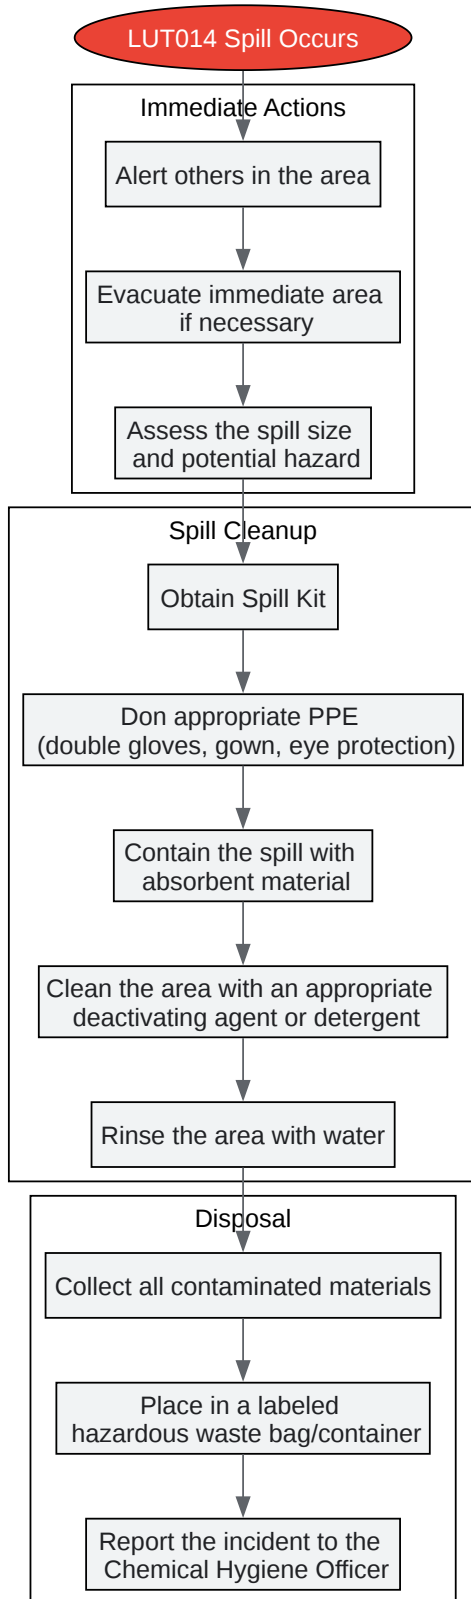 LUT014 Spill Occurs
Immediate Actions
Alert others in the area
Evacuate immediate area
if necessary
Assess the spill size
and potential hazard
Spill Cleanup
Obtain Spill Kit
Don appropriate PPE
(double gloves, gown, eye protection)
Contain the spill with
absorbent material
Clean the area with an appropriate
deactivating agent or detergent
Rinse the area with water
Disposal
Collect all contaminated materials
Place in a labeled
hazardous waste bag/container
Report the incident to the
Chemical Hygiene Officer